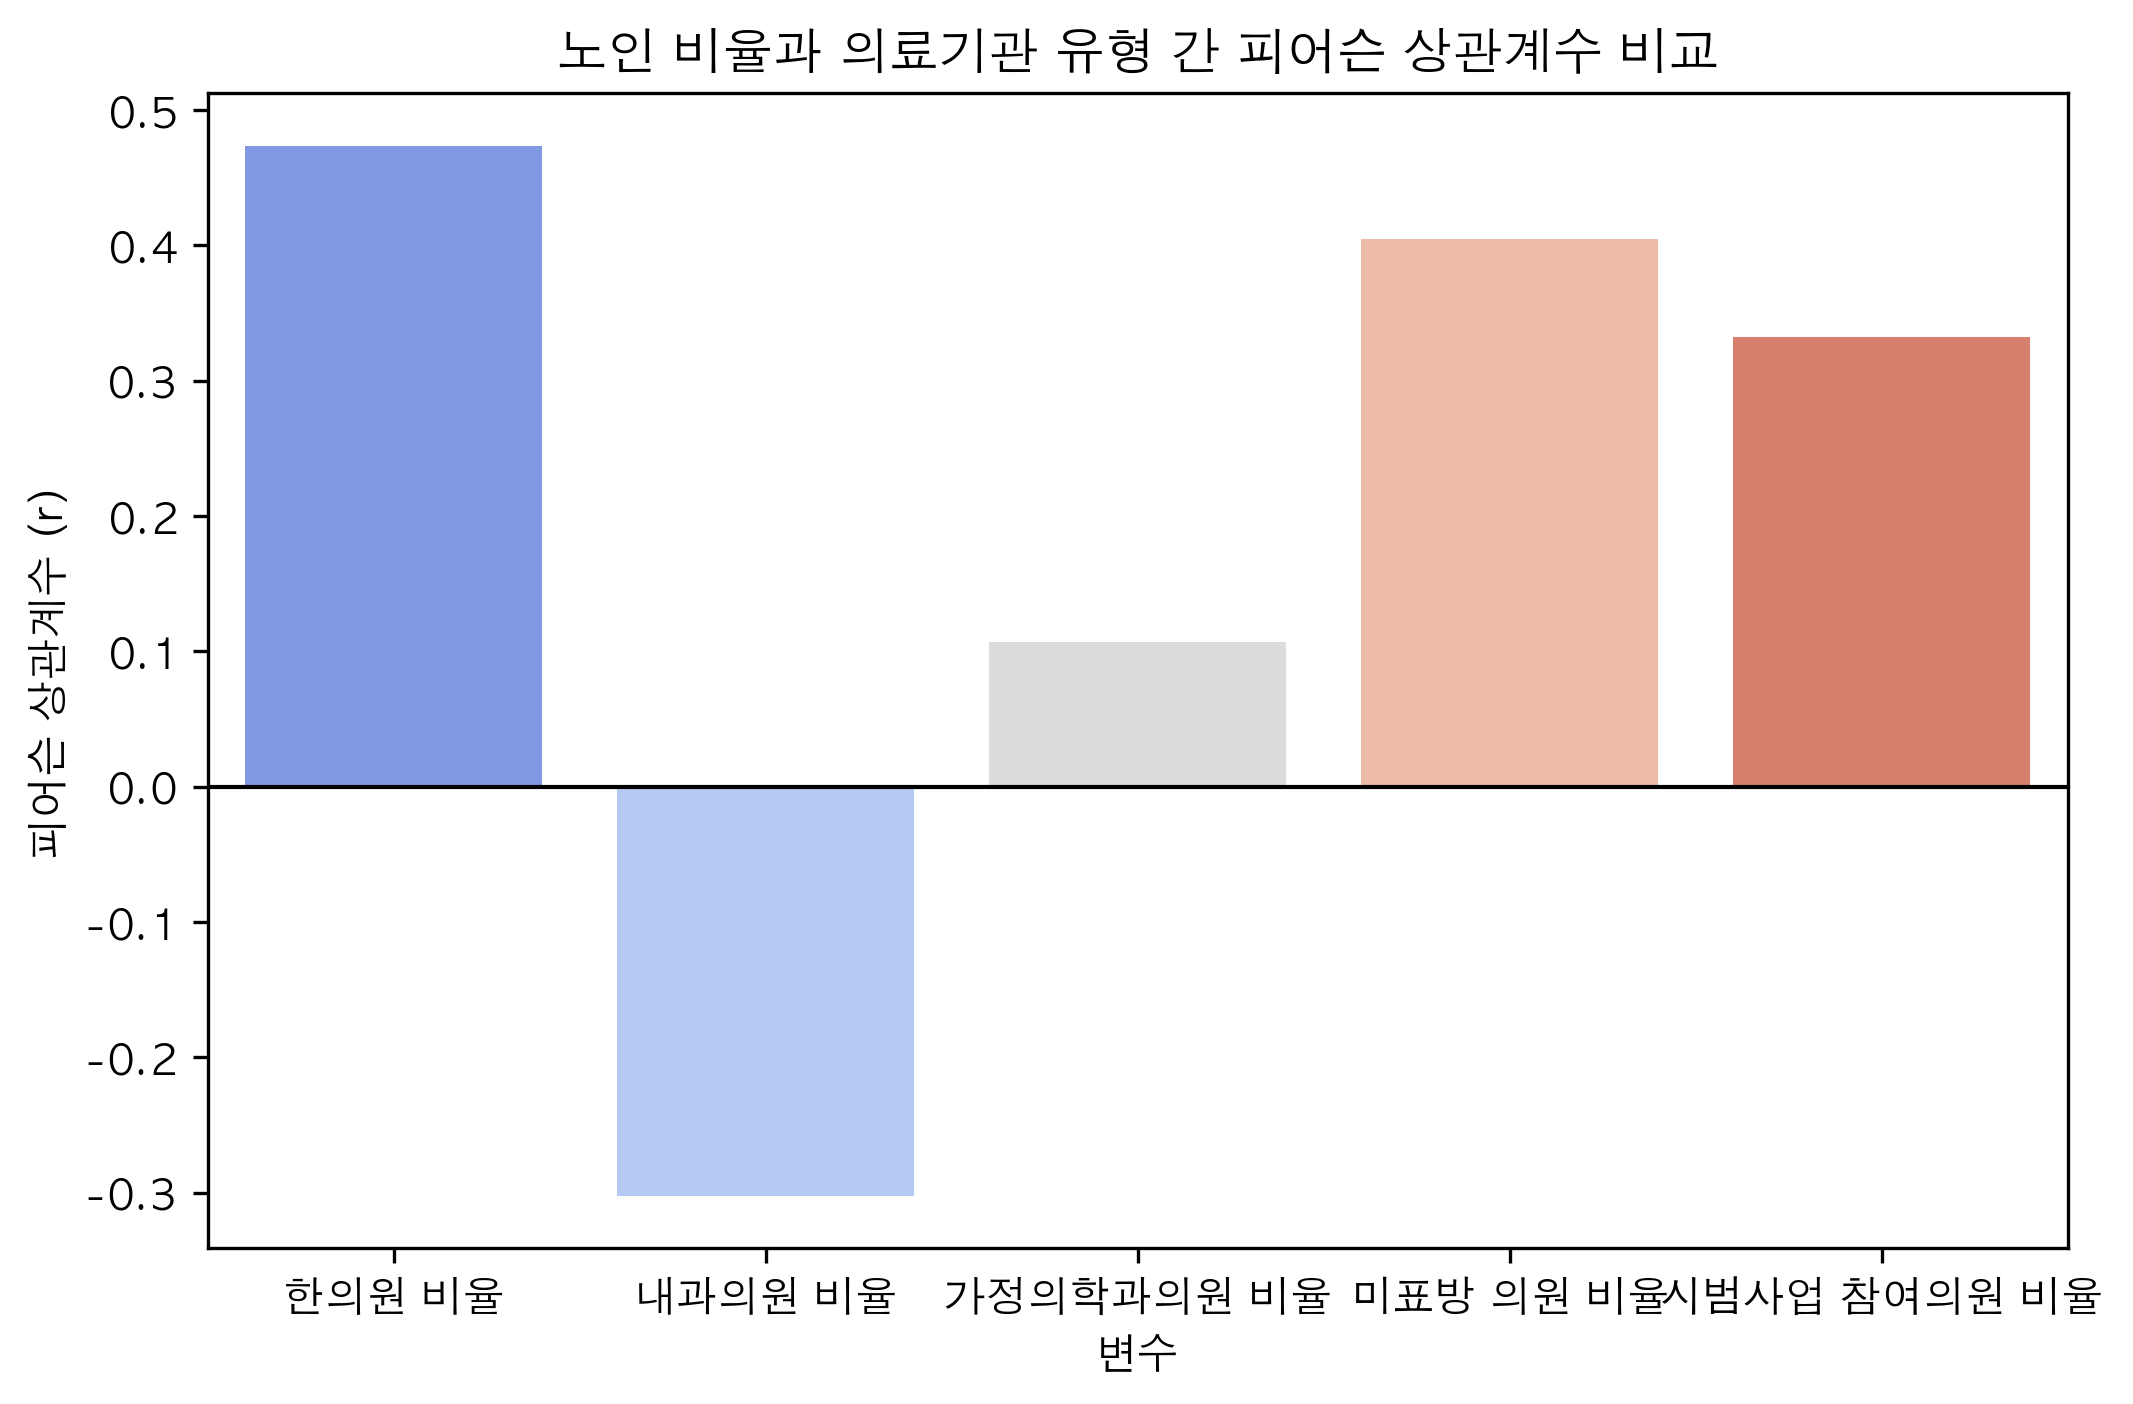 노인 비율과 의료기관 유형 간 피어슨 상관계수 비교
피어슨 상관계수 (r)
0.5
0.4
0.3
0.2
0.1
0.0
-0.1
-0.2
-0.3
한의원 비율 내과의원 비율 가정의학과의원 비율 미표방 의원 비율 시범사업 참여의원 비율
변수